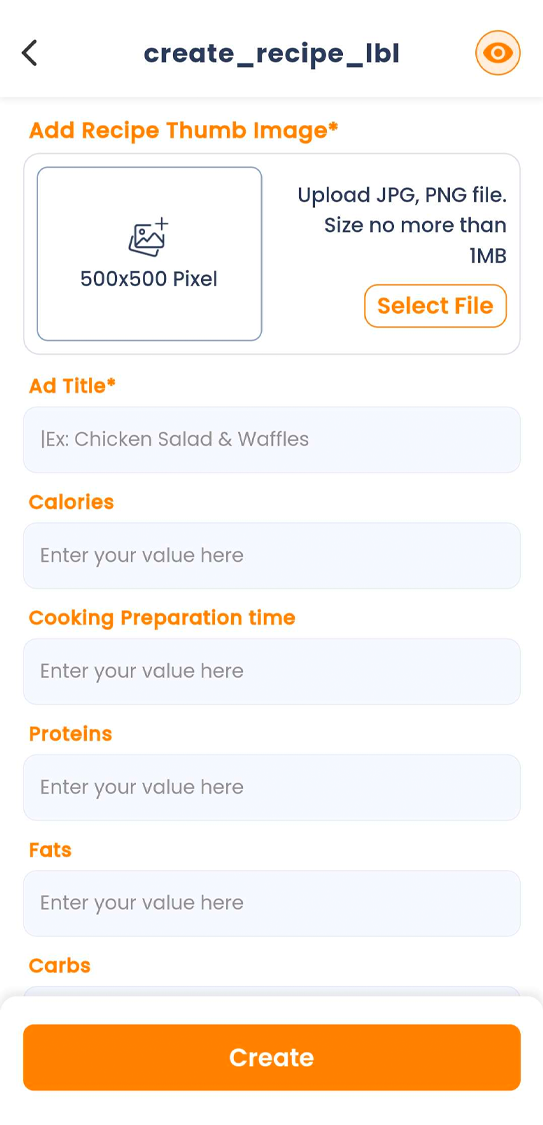 create_recipe_lbl
Add Recipe Thumb Image*
500x500 Pixel
Upload JPG, PNG file.
Size no more than
1MB
Select File
Ad Title*
Ex: Chicken Salad & Waffles
Calories
Enter your value here
Cooking Preparation time
Enter your value here
Proteins
Enter your value here
Fats
Enter your value here
Carbs
Create